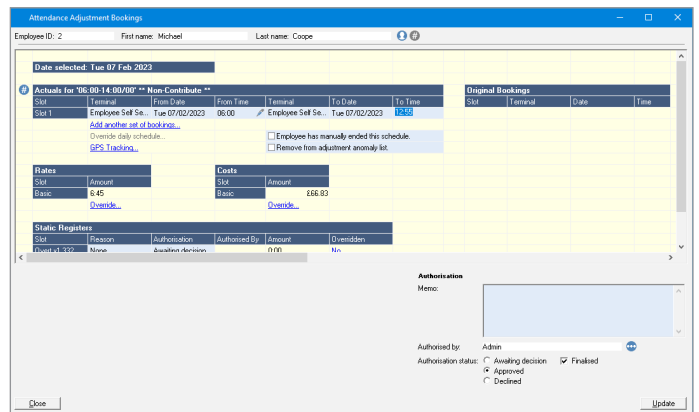 Attendance Adjustment Bookings
Employee ID: 2 First name: Michael Last name: Coope
Date selected: Tue 07 Feb 2023
Actuals for '06:00-14:00/00' ** Non-Contribute ** Original Bookings
Slot Terminal From Date From Time Terminal To Date To Time Slot Terminal Date Time
Slot 1 Employee Self Se... Tue 07/02/2023 06:00 Employee Self Se... Tue 07/02/2023 12:55
Add another set of bookings...
Override daily schedule... Employee has manually ended this schedule.
GPS Tracking... Remove from adjustment anomaly list.
Rates Costs
Slot Amount Slot Amount
Basic 6:45 Basic £66.83
Override... Override...
Static Registers
Slot Reason Authorisation Authorised By Amount Overridden
Overt x1.332 None Awaiting decision 0:00 No
Authorisation
Memo:
Authorised by: Admin
Authorisation status: Awaiting decision Finalised
Approved
Declined
Close Update